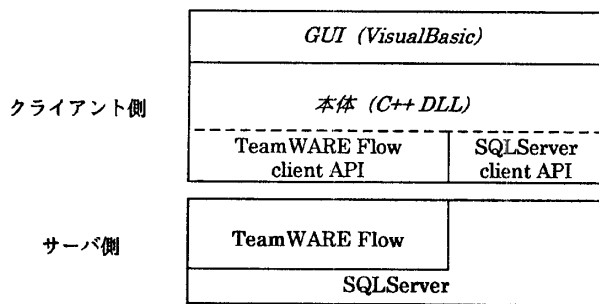 GUI (VisualBasic)
クライアント側
本体 (C++ DLL)
TeamWARE Flow
client API
SQLServer
client API
サーバ側
TeamWARE Flow
SQLServer